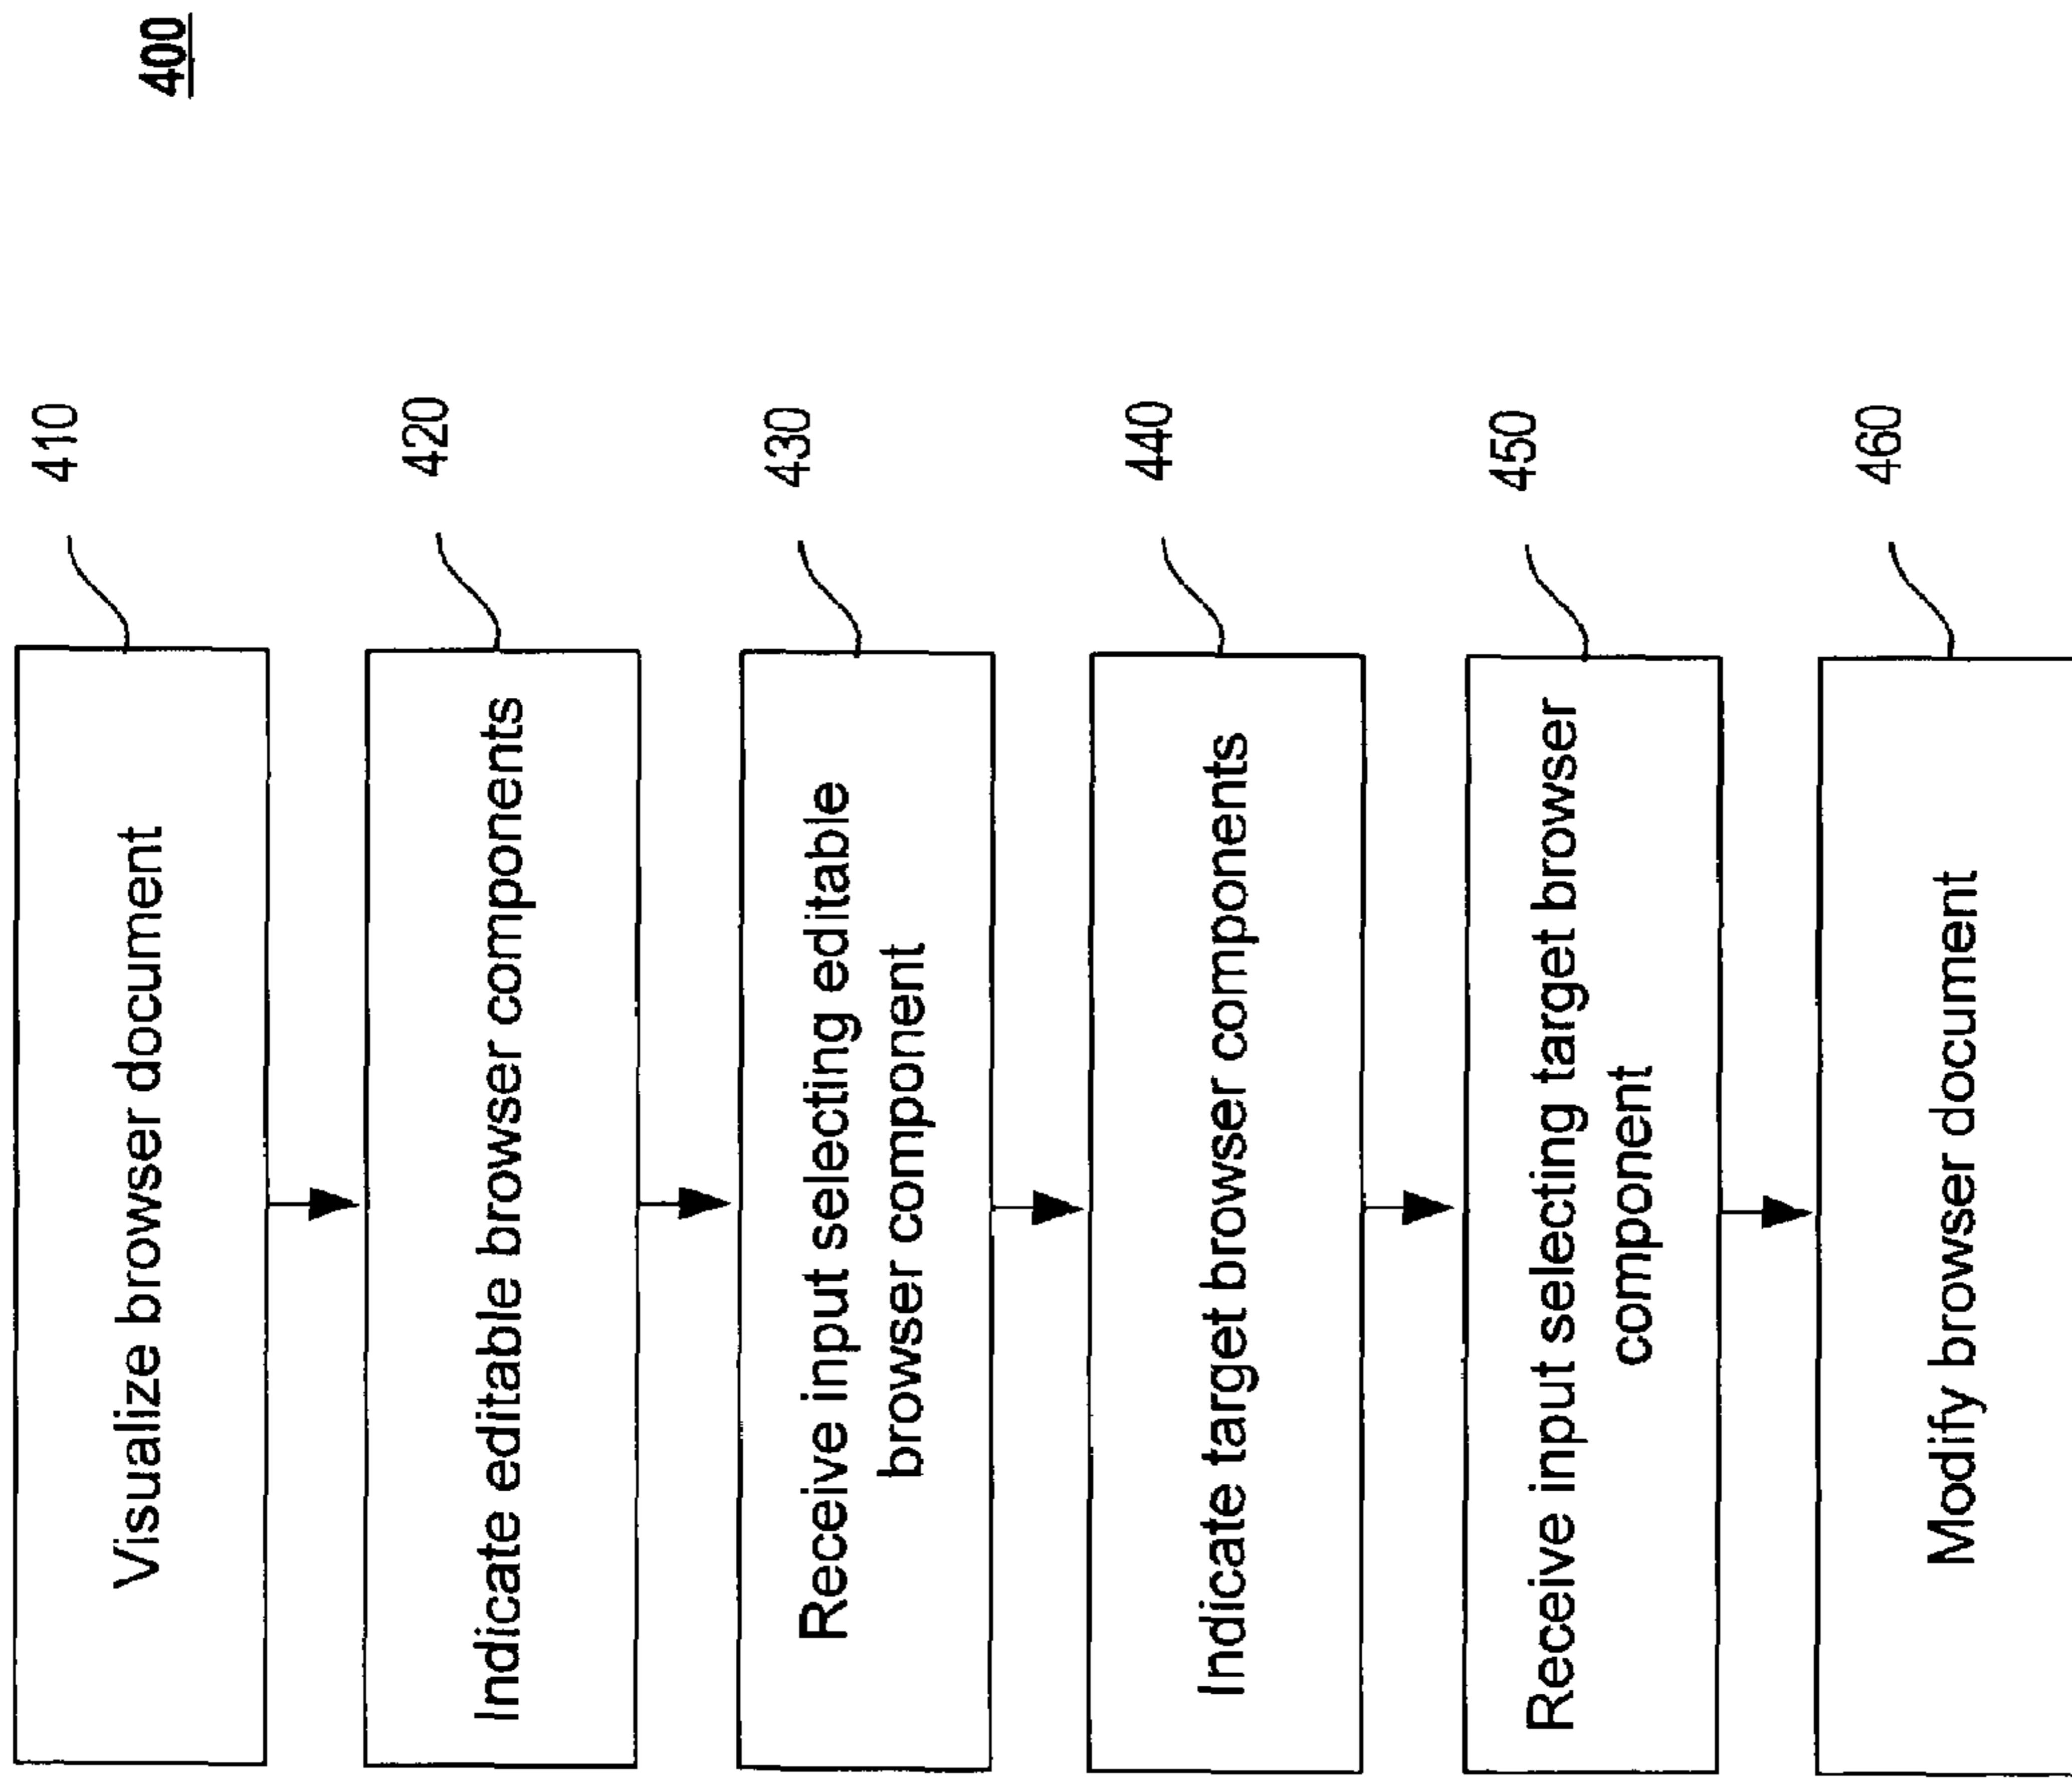 400
Visualize browser document
410
Indicate editable browser components
420
Receive input selecting editable
browser component
430
Indicate target browser components
440
Receive input selecting target browser
component
450
Modify browser document
460